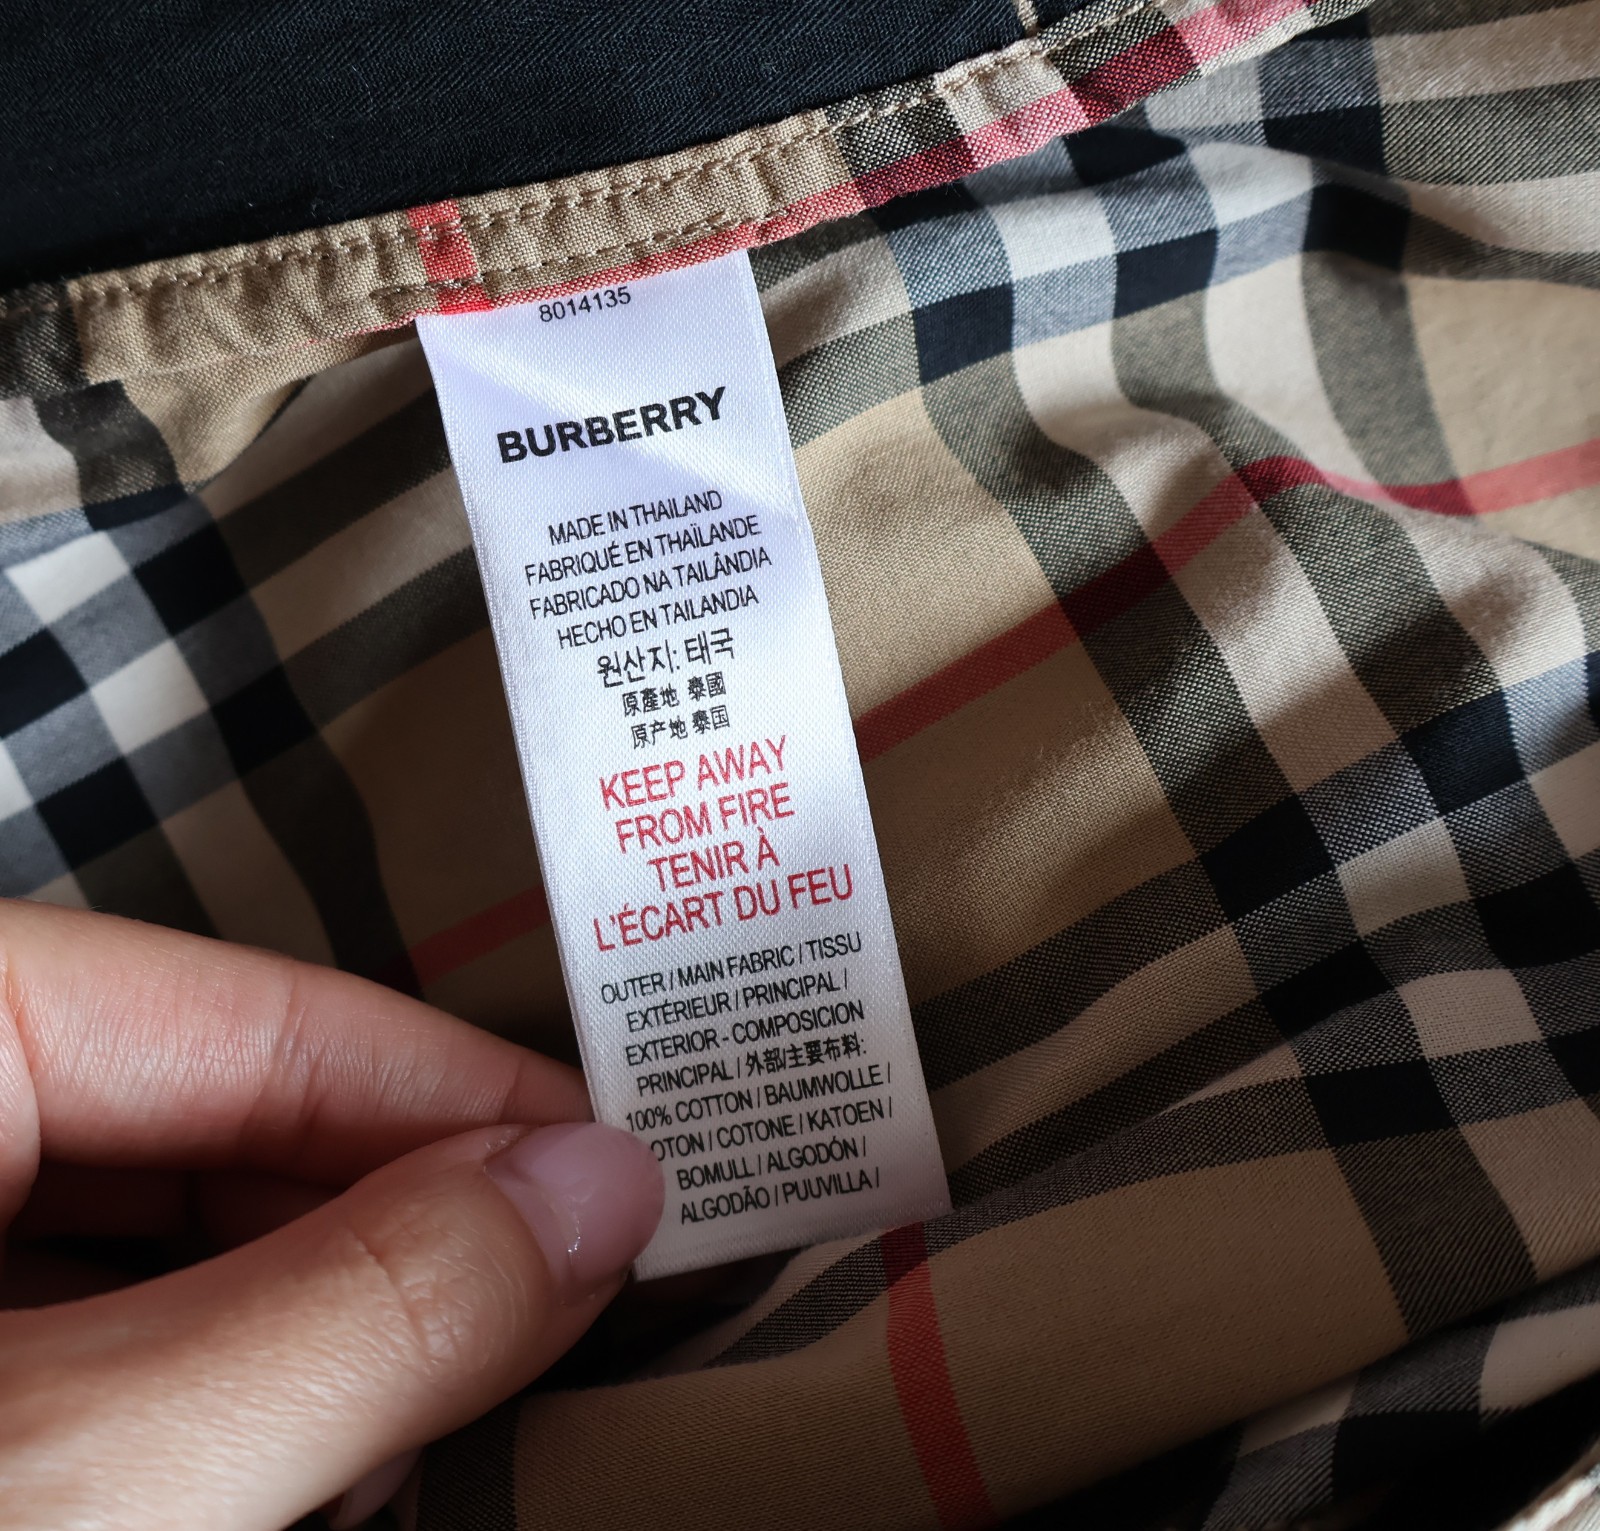 8014135
BURBERRY
MADE IN THAILAND
FABRIQUÉ EN THAÏLANDE
FABRICADO NA TAILÂNDIA
HECHO EN TAILANDIA
원산지: 태국
原產地 泰國
原产地 泰国
KEEP AWAY
FROM FIRE
TENIR À
L'ÉCART DU FEU
OUTER / MAIN FABRIC / TISSU
EXTÉRIEUR / PRINCIPAL /
EXTERIOR - COMPOSICION
PRINCIPAL / 外部/主要布料:
100% COTTON / BAUMWOLLE /
OTON / COTONE / KATOEN /
BOMULL / ALGODÓN /
ALGODÃO / PUUVILLA /